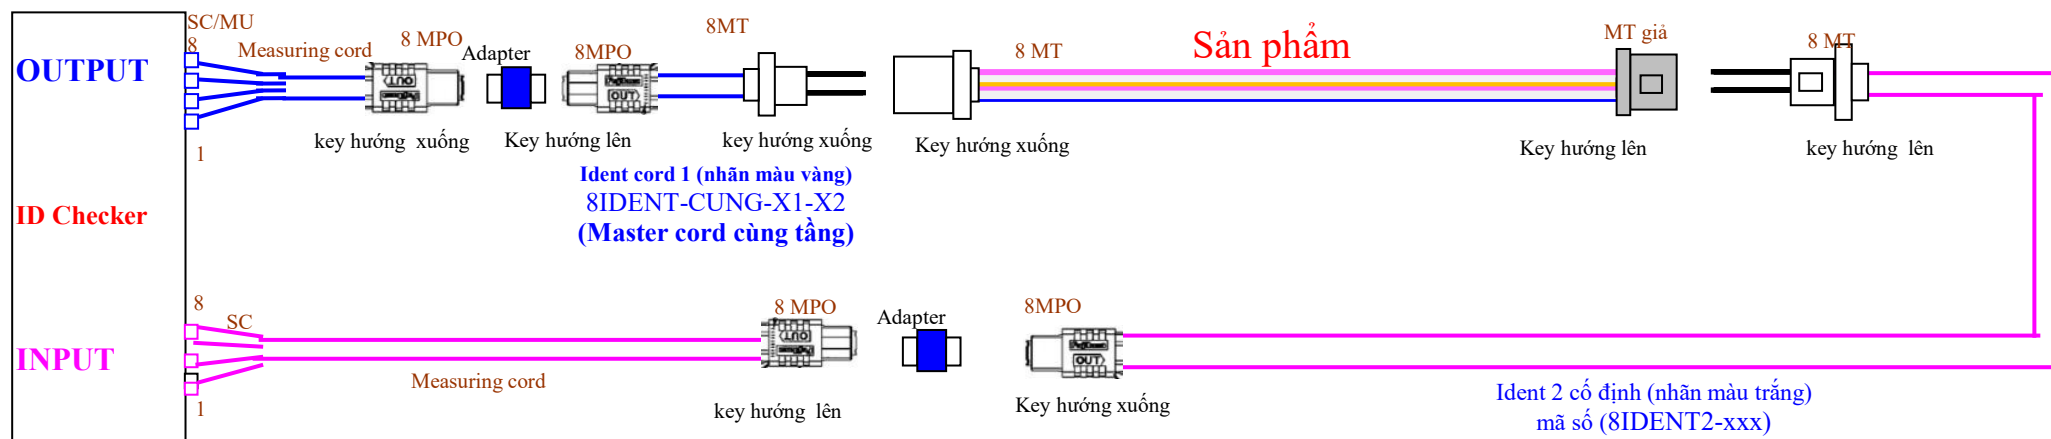 SC/MU
8
Measuring cord
8 MPO
Adapter
8MPO
8MT
8 MT
Sản phẩm
MT giả
8 MT
OUTPUT
OUT
OUT
key hướng xuống
Key hướng lên
key hướng xuống
Key hướng xuống
Key hướng lên
key hướng lên
1
Ident cord 1 (nhãn màu vàng)
8IDENT-CUNG-X1-X2
(Master cord cùng tầng)
ID Checker
8
SC
8 MPO
Adapter
8MPO
OUT
OUT
INPUT
Measuring cord
1
key hướng lên
Key hướng xuống
Ident 2 cố định (nhãn màu trắng)
mã số (8IDENT2-xxx)